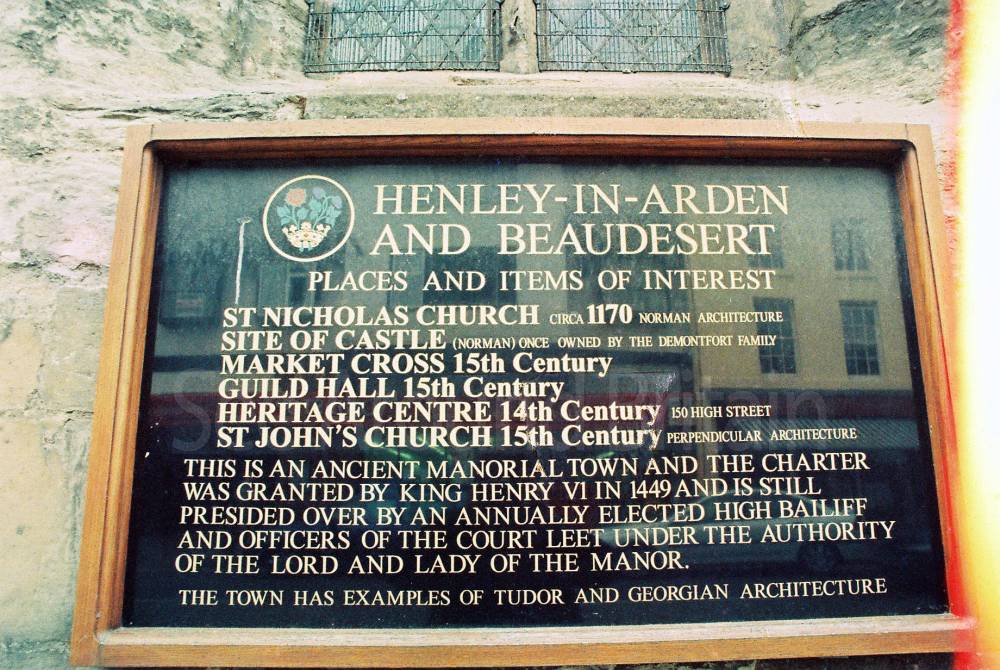 HENLEY-IN-ARDEN
AND BEAUDESERT
PLACES AND ITEMS OF INTEREST
ST NICHOLAS CHURCH CIRCA 1170 NORMAN ARCHITECTURE
SITE OF CASTLE (NORMAN) ONCE OWNED BY THE DEMONTFORT FAMILY
MARKET CROSS 15th Century
GUILD HALL 15th Century
HERITAGE CENTRE 14th Century 150 HIGH STREET
ST JOHN'S CHURCH 15th Century PERPENDICULAR ARCHITECTURE
THIS IS AN ANCIENT MANORIAL TOWN AND THE CHARTER
WAS GRANTED BY KING HENRY V1 IN 1449 AND IS STILL
PRESIDED OVER BY AN ANNUALLY ELECTED HIGH BAILIFF
AND OFFICERS OF THE COURT LEET UNDER THE AUTHORITY
OF THE LORD AND LADY OF THE MANOR.
THE TOWN HAS EXAMPLES OF TUDOR AND GEORGIAN ARCHITECTURE